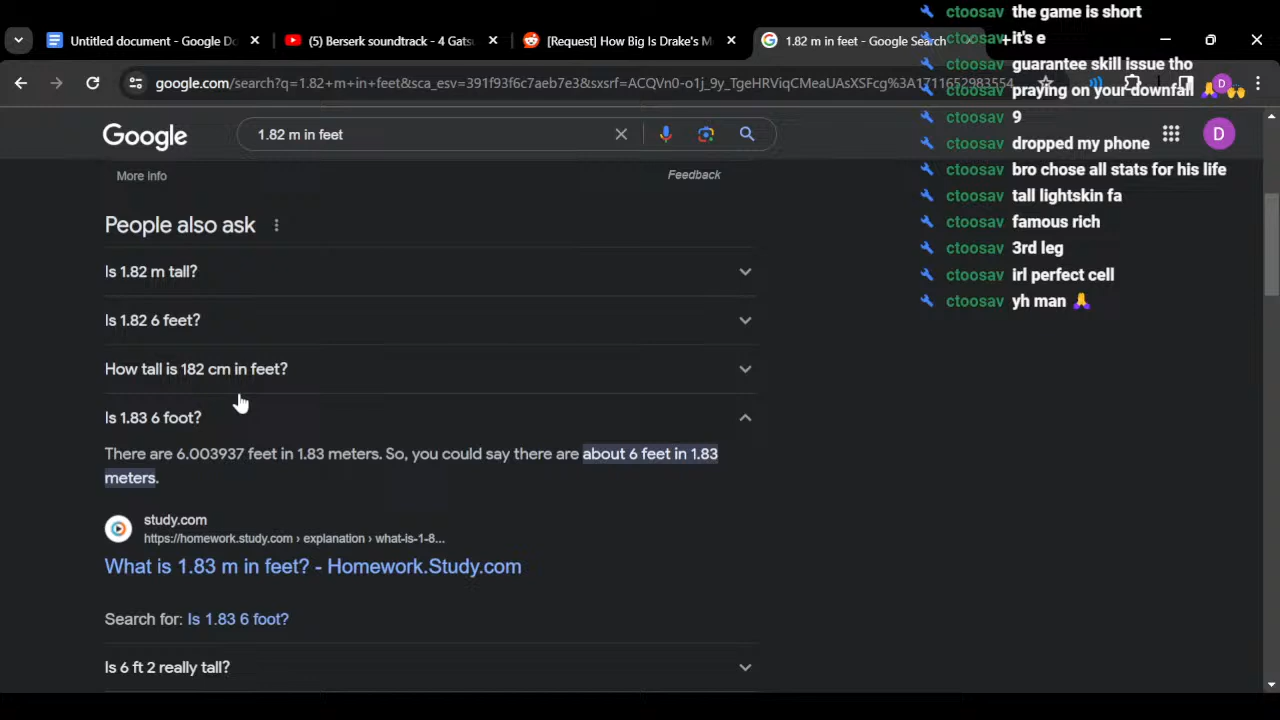 Untitled document - Google Do
(5) Berserk soundtrack - 4 Gats
[Request] How Big Is Drake's M
1.82 m in feet - Google Search
google.com/search?q=1.82+m+in+feet&sca_esv=391f93f6c7aeb7e3&sxsrf=ACQVn0-o1j_9y_TgeHRViqCMeaUAsXSFcg%3A1711652983554
Google
1.82 m in feet
D
More info
Feedback
People also ask
Is 1.82 m tall?
Is 1.82 6 feet?
How tall is 182 cm in feet?
Is 1.83 6 foot?
There are 6.003937 feet in 1.83 meters. So, you could say there are about 6 feet in 1.83
meters.
study.com
https://homework.study.com › explanation › what-is-1-8...
What is 1.83 m in feet? - Homework.Study.com
Search for: Is 1.83 6 foot?
Is 6 ft 2 really tall?
ctoosav the game is short
ctoosav it's e
ctoosav guarantee skill issue tho
ctoosav praying on your downfall 🙏🙌
ctoosav 9
ctoosav dropped my phone
ctoosav bro chose all stats for his life
ctoosav tall lightskin fa
ctoosav famous rich
ctoosav 3rd leg
ctoosav irl perfect cell
ctoosav yh man 🙏